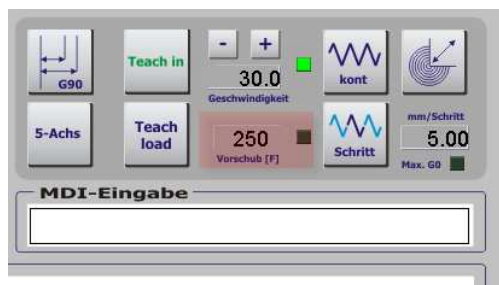 G90
Teach in
- +
30.0
Geschwindigkeit
kont
5-Achs
Teach
load
250
Vorschub [F]
Schritt
mm/Schritt
5.00
Max. G0
MDI-Eingabe